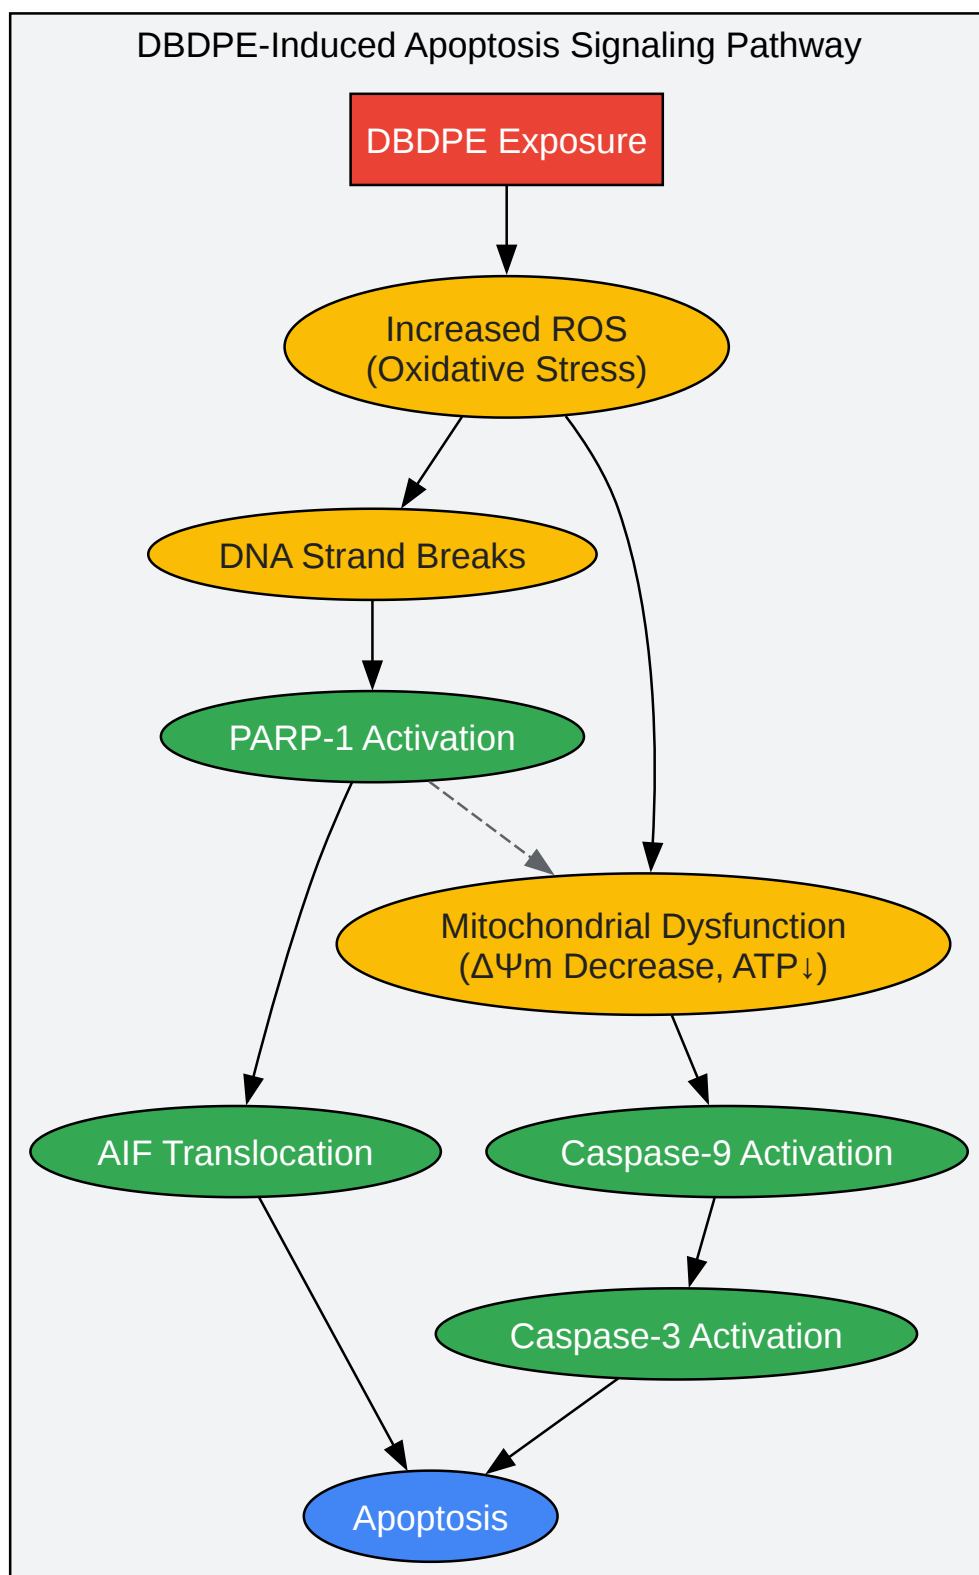 DBDPE-Induced Apoptosis Signaling Pathway
DBDPE Exposure
Increased ROS
(Oxidative Stress)
DNA Strand Breaks
PARP-1 Activation
Mitochondrial Dysfunction
(ΔΨm Decrease, ATP↓)
AIF Translocation
Caspase-9 Activation
Caspase-3 Activation
Apoptosis